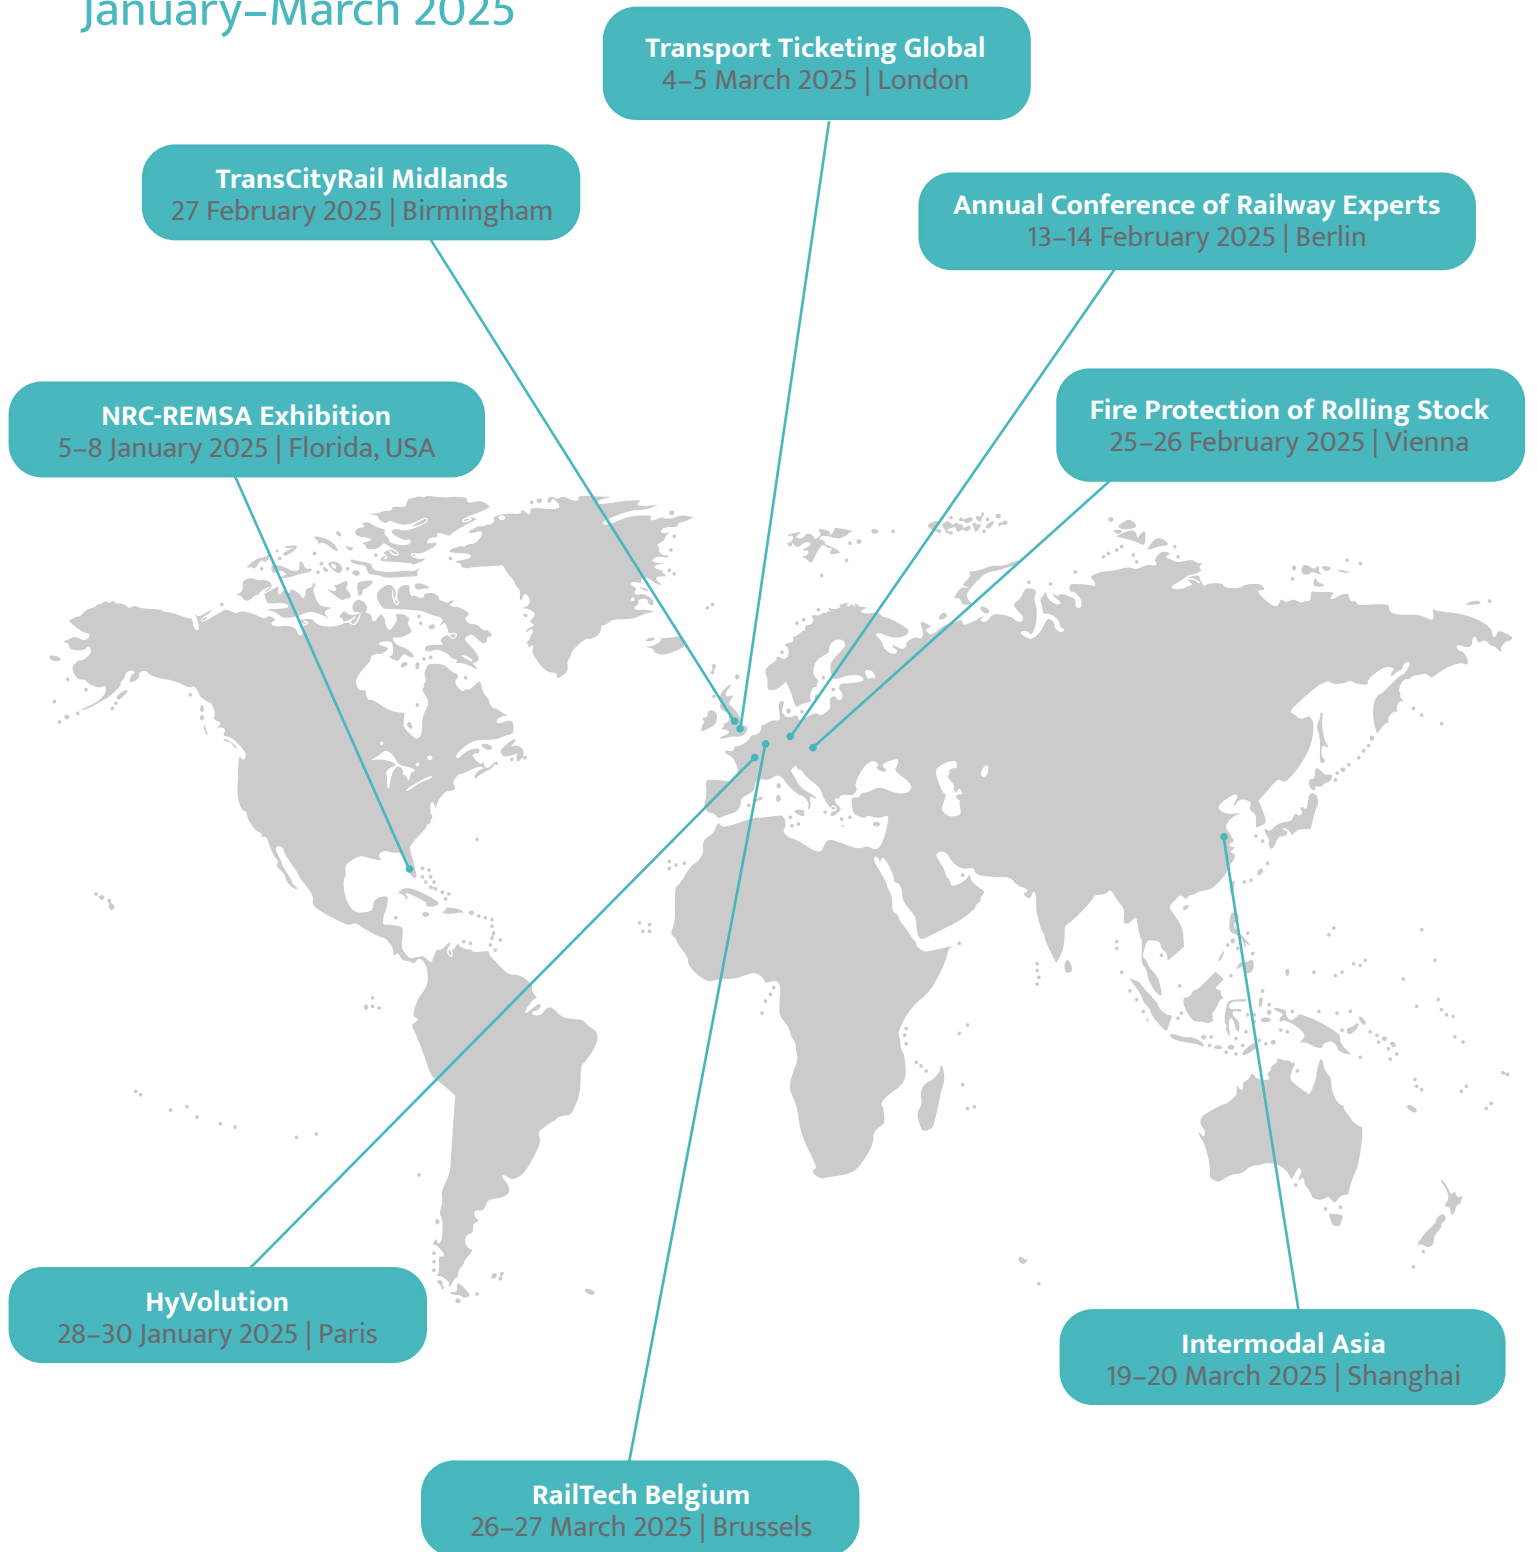 January–March 2025
Transport Ticketing Global
4–5 March 2025 | London
TransCityRail Midlands
27 February 2025 | Birmingham
Annual Conference of Railway Experts
13–14 February 2025 | Berlin
NRC-REMSA Exhibition
5–8 January 2025 | Florida, USA
Fire Protection of Rolling Stock
25–26 February 2025 | Vienna
HyVolution
28–30 January 2025 | Paris
Intermodal Asia
19–20 March 2025 | Shanghai
RailTech Belgium
26–27 March 2025 | Brussels